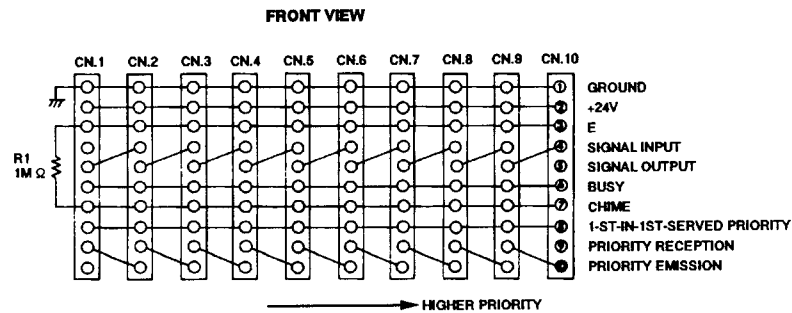 FRONT VIEW
CN.1 CN.2 CN.3 CN.4 CN.5 CN.6 CN.7 CN.8 CN.9 CN.10
1 GROUND
2 +24V
3 E
4 SIGNAL INPUT
5 SIGNAL OUTPUT
6 BUSY
7 CHIME
8 1-ST-IN-1ST-SERVED PRIORITY
9 PRIORITY RECEPTION
10 PRIORITY EMISSION
R1
1M Ω
HIGHER PRIORITY